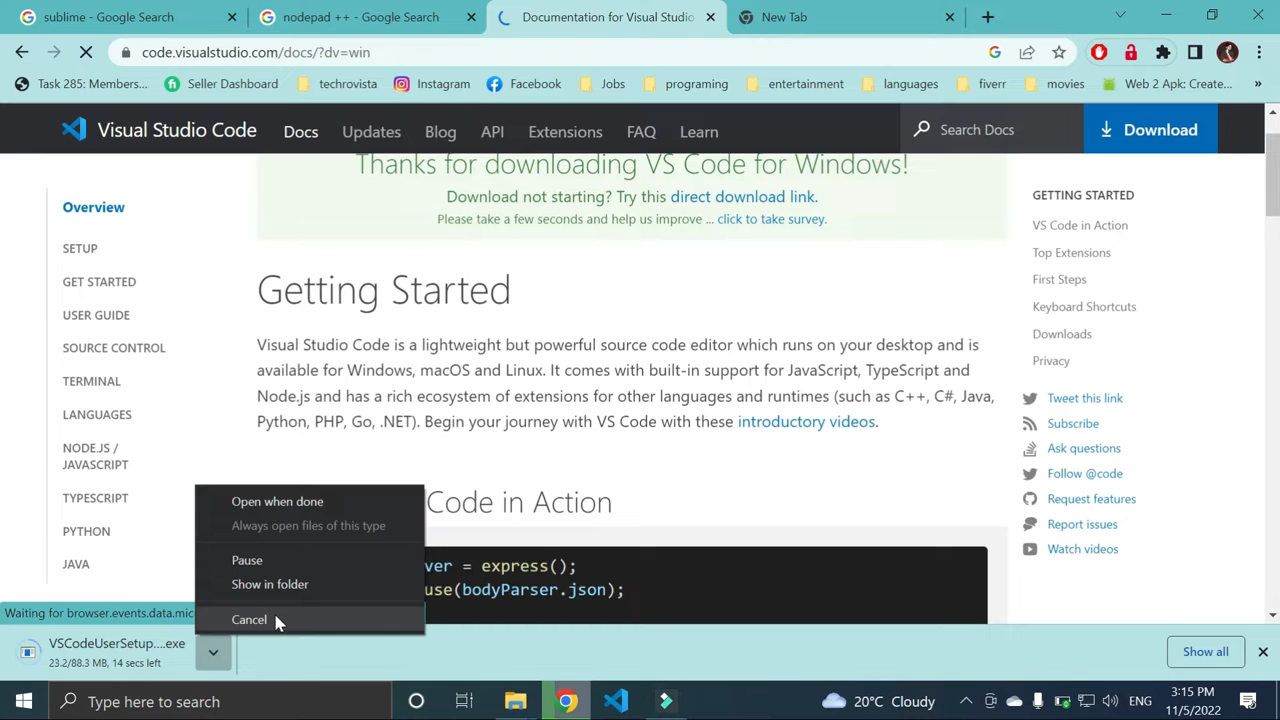 sublime - Google Search
nodepad ++ - Google Search
Documentation for Visual Studio
New Tab
code.visualstudio.com/docs/?dv=win
Task 285: Members...
Seller Dashboard
techrovista
Instagram
Facebook
Jobs
programing
entertainment
languages
fiverr
movies
Web 2 Apk: Create...
»
Visual Studio Code
Docs
Updates
Blog
API
Extensions
FAQ
Learn
Search Docs
Download
Thanks for downloading VS Code for Windows!
Download not starting? Try this direct download link.
Please take a few seconds and help us improve ... click to take survey.
Overview
SETUP
GET STARTED
USER GUIDE
SOURCE CONTROL
TERMINAL
LANGUAGES
NODE.JS /
JAVASCRIPT
TYPESCRIPT
PYTHON
JAVA
Getting Started
Visual Studio Code is a lightweight but powerful source code editor which runs on your desktop and is
available for Windows, macOS and Linux. It comes with built-in support for JavaScript, TypeScript and
Node.js and has a rich ecosystem of extensions for other languages and runtimes (such as C++, C#, Java,
Python, PHP, Go, .NET). Begin your journey with VS Code with these introductory videos.
Code in Action
ver = express();
use(bodyParser.json);
GETTING STARTED
VS Code in Action
Top Extensions
First Steps
Keyboard Shortcuts
Downloads
Privacy
Tweet this link
Subscribe
Ask questions
Follow @code
Request features
Report issues
Watch videos
Open when done
Always open files of this type
Pause
Show in folder
Cancel
Waiting for browser.events.data.mic
VSCodeUserSetup....exe
23.2/88.3 MB, 14 secs left
Show all
Type here to search
20°C Cloudy
ENG
3:15 PM
11/5/2022